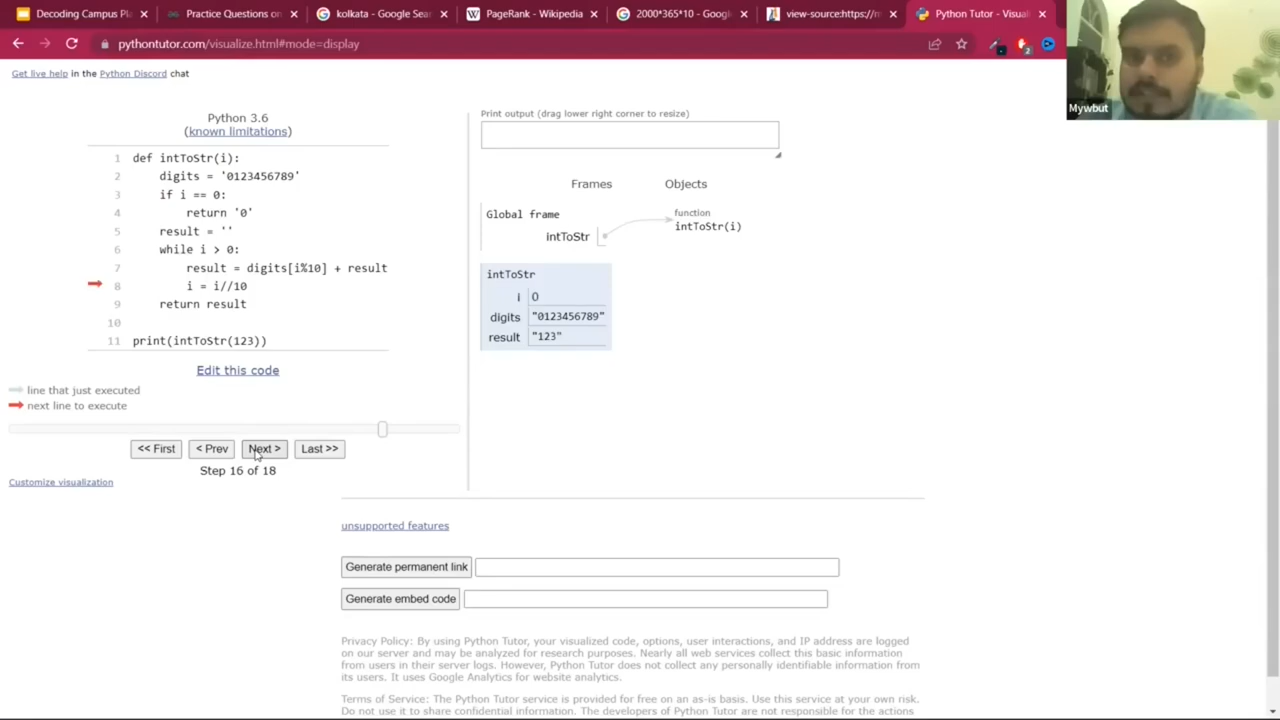 Decoding Campus Pl
Practice Questions on
kolkata - Google Sea
PageRank - Wikipedia
2000*365*10 - Google
view-source:https://m
Python Tutor - Visual
pythontutor.com/visualize.html#mode=display
2
Mywbut
Get live help in the Python Discord chat
Python 3.6
(known limitations)
1 def intToStr(i):
2 digits = '0123456789'
3 if i == 0:
4 return '0'
5 result = ''
6 while i > 0:
7 result = digits[i%10] + result
8 i = i//10
9 return result
10
11 print(intToStr(123))
Edit this code
line that just executed
next line to execute
<< First < Prev Next > Last >>
Step 16 of 18
Customize visualization
Print output (drag lower right corner to resize)
Frames Objects
Global frame
intToStr
function
intToStr(i)
intToStr
i 0
digits "0123456789"
result "123"
unsupported features
Generate permanent link
Generate embed code
Privacy Policy: By using Python Tutor, your visualized code, options, user interactions, and IP address are logged
on our server and may be analyzed for research purposes. Nearly all web services collect this basic information
from users in their server logs. However, Python Tutor does not collect any personally identifiable information from
its users. It uses Google Analytics for website analytics.
Terms of Service: The Python Tutor service is provided for free on an as-is basis. Use this service at your own risk.
Do not use it to share confidential information. The developers of Python Tutor are not responsible for the actions